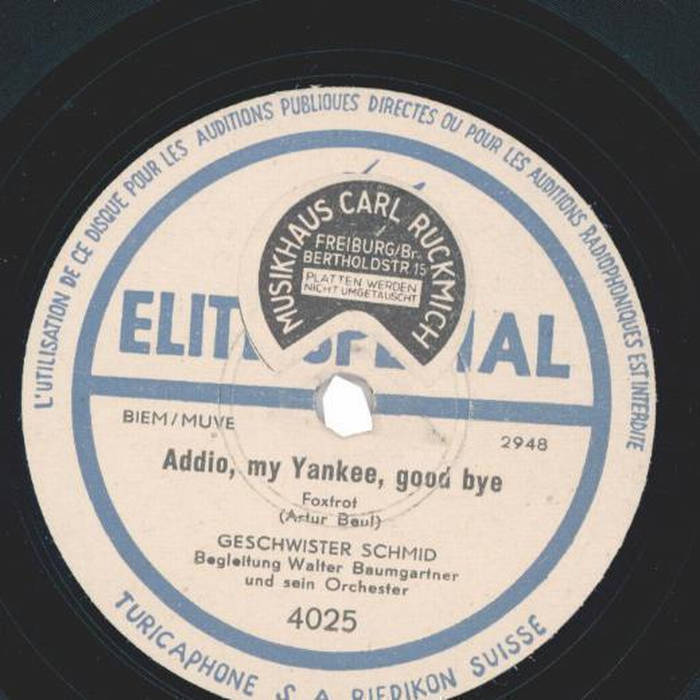 L'UTILISATION DE CE DISQUE POUR LES AUDITIONS PUBLIQUES DIRECTES OU POUR LES AUDITIONS RADIOPHONIQUES EST INTERDITE
MUSIKHAUS CARL RUCKMICH
FREIBURG/Br.
BERTHOLDSTR. 15
PLATTEN WERDEN
NICHT UMGETAUSCHT
ELITE SPECIAL
BIEM/MUVE
2948
Addio, my Yankee, good bye
Foxtrot
(Artur Beul)
GESCHWISTER SCHMID
Begleitung Walter Baumgartner
und sein Orchester
4025
TURICAPHONE S. A. RIEDIKON SUISSE